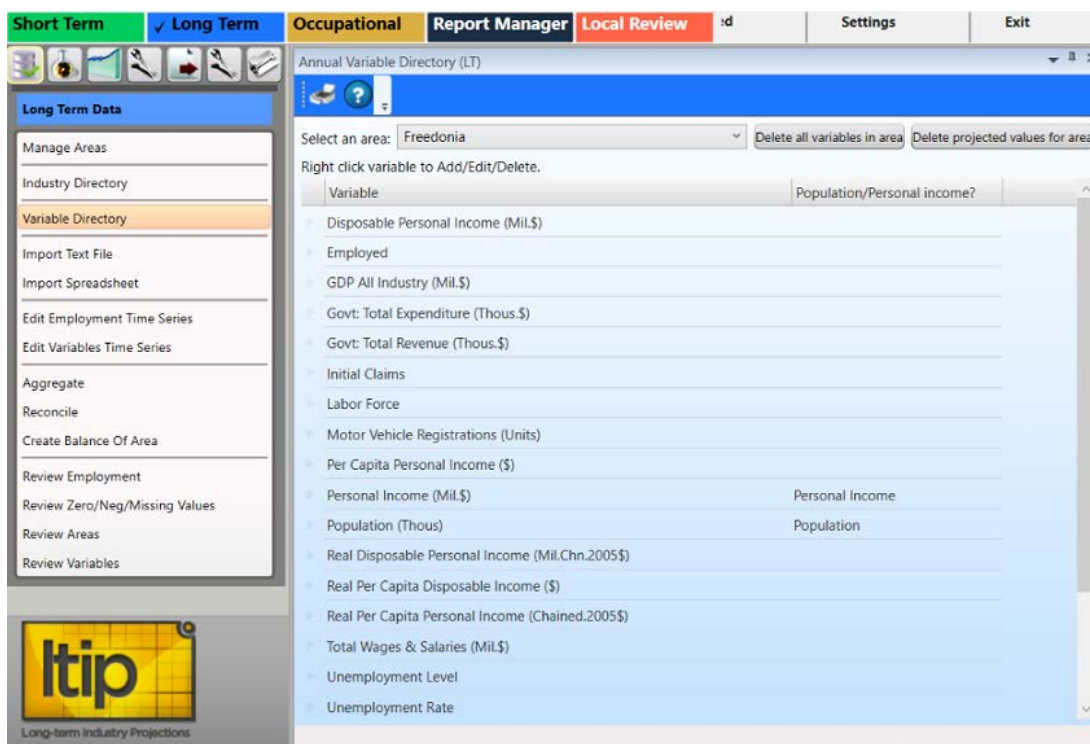 Short Term ✓ Long Term Occupational Report Manager Local Review Settings Exit
Annual Variable Directory (LT)
Long Term Data
Manage Areas
Industry Directory
Variable Directory
Import Text File
Import Spreadsheet
Edit Employment Time Series
Edit Variables Time Series
Aggregate
Reconcile
Create Balance Of Area
Review Employment
Review Zero/Neg/Missing Values
Review Areas
Review Variables
ltip
Long-term Industry Projections
Select an area: Freedonia Delete all variables in area Delete projected values for area
Right click variable to Add/Edit/Delete.
Variable Population/Personal income?
Disposable Personal Income (Mil.$)
Employed
GDP All Industry (Mil.$)
Govt: Total Expenditure (Thous.$)
Govt: Total Revenue (Thous.$)
Initial Claims
Labor Force
Motor Vehicle Registrations (Units)
Per Capita Personal Income ($)
Personal Income (Mil.$) Personal Income
Population (Thous) Population
Real Disposable Personal Income (Mil.Chn.2005$)
Real Per Capita Disposable Income ($)
Real Per Capita Personal Income (Chained.2005$)
Total Wages & Salaries (Mil.$)
Unemployment Level
Unemployment Rate